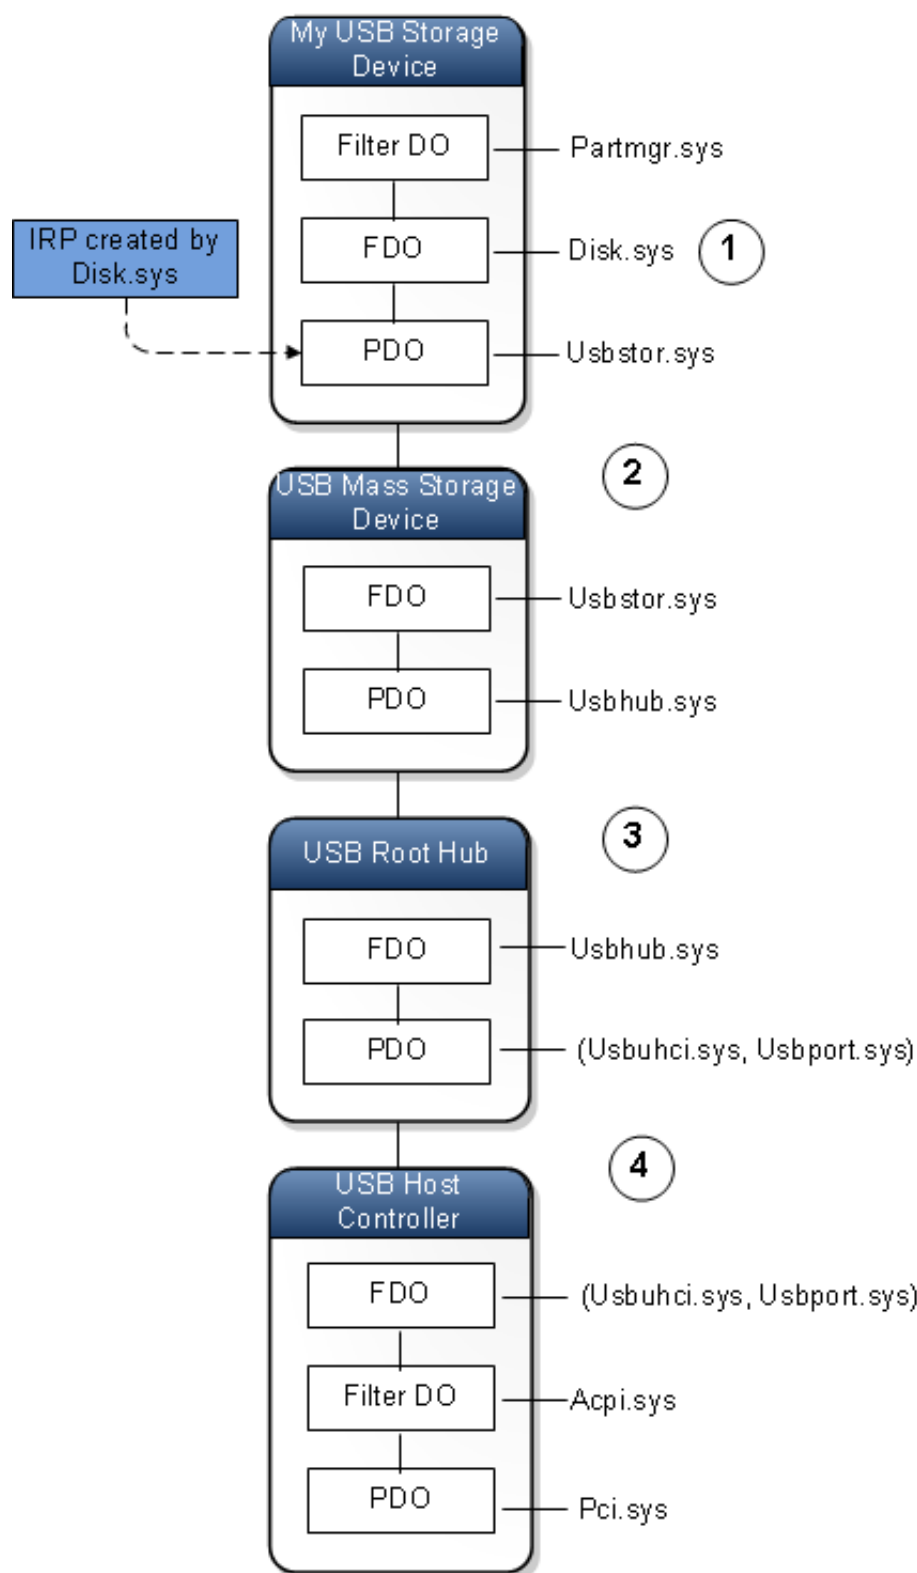 My USB Storage
Device
Filter DO
Partmgr.sys
IRP created by
Disk.sys
FDO
Disk.sys
1
PDO
Usbstor.sys
2
USB Mass Storage
Device
FDO
Usbstor.sys
PDO
Usbhub.sys
3
USB Root Hub
FDO
Usbhub.sys
PDO
(Usbuhci.sys, Usbport.sys)
4
USB Host
Controller
FDO
(Usbuhci.sys, Usbport.sys)
Filter DO
Acpi.sys
PDO
Pci.sys